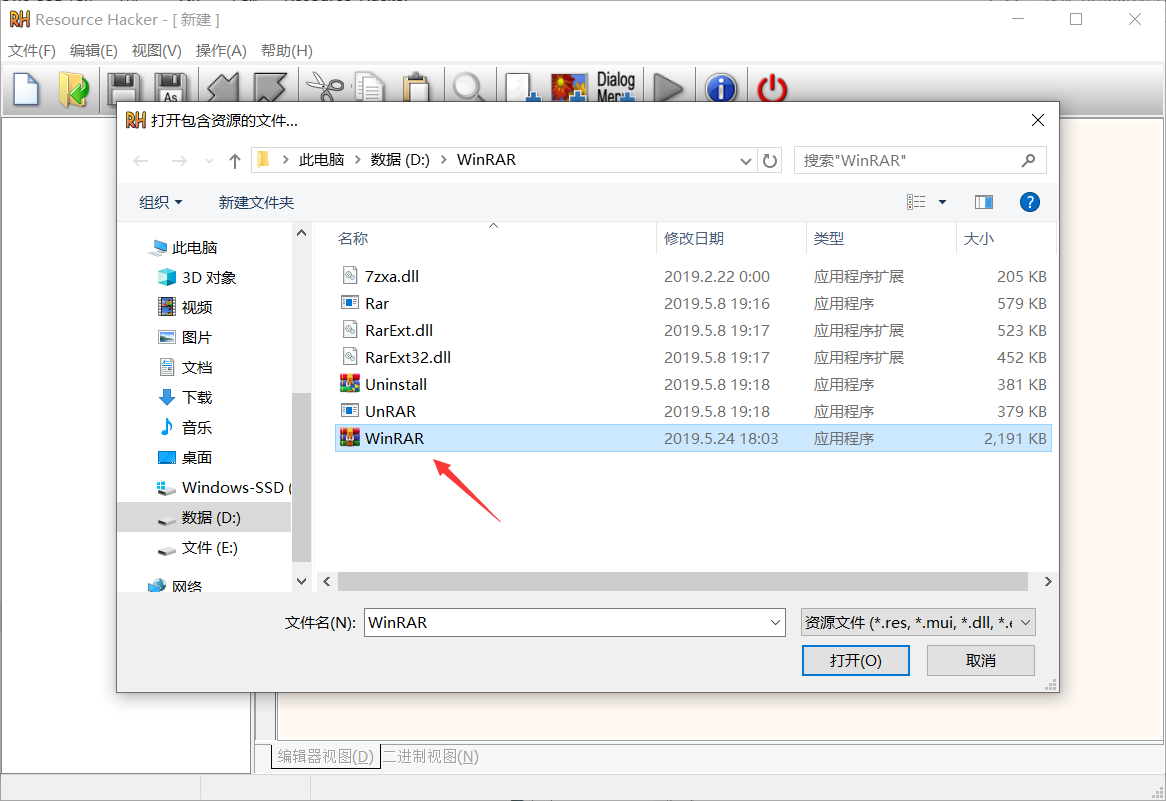 Resource Hacker - [ 新建 ]
文件(F) 编辑(E) 视图(V) 操作(A) 帮助(H)
As
Dialog
Men
打开包含资源的文件...
此电脑 › 数据 (D:) › WinRAR
搜索"WinRAR"
组织 新建文件夹
名称 修改日期 类型 大小
此电脑
3D 对象
视频
图片
文档
下载
音乐
桌面
Windows-SSD (
数据 (D:)
文件 (E:)
网络
7zxa.dll 2019.2.22 0:00 应用程序扩展 205 KB
Rar 2019.5.8 19:16 应用程序 579 KB
RarExt.dll 2019.5.8 19:17 应用程序扩展 523 KB
RarExt32.dll 2019.5.8 19:17 应用程序扩展 452 KB
Uninstall 2019.5.8 19:18 应用程序 381 KB
UnRAR 2019.5.8 19:18 应用程序 379 KB
WinRAR 2019.5.24 18:03 应用程序 2,191 KB
文件名(N): WinRAR
资源文件 (*.res, *.mui, *.dll, *.e
打开(O) 取消
编辑器视图(D) 二进制视图(N)